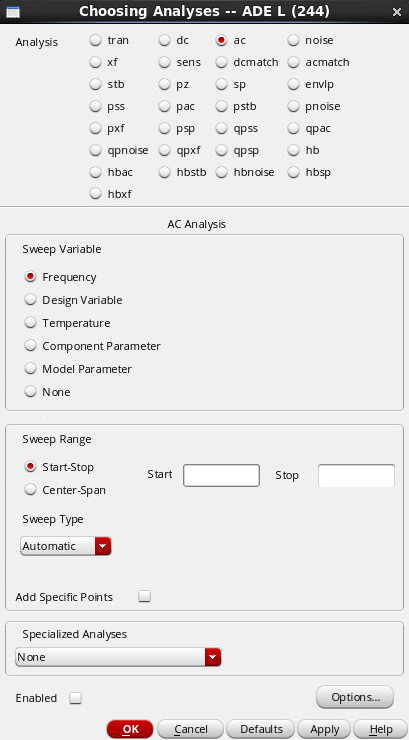 Choosing Analyses -- ADE L (244)
Analysis tran dc ac noise
xf sens dcmatch acmatch
stb pz sp envlp
pss pac pstb pnoise
pxf psp qpss qpac
qpnoise qpxf qpsp hb
hbac hbstb hbnoise hbsp
hbxf
AC Analysis
Sweep Variable
Frequency
Design Variable
Temperature
Component Parameter
Model Parameter
None
Sweep Range
Start-Stop Start Stop
Center-Span
Sweep Type
Automatic
Add Specific Points
Specialized Analyses
None
Enabled Options...
OK Cancel Defaults Apply Help